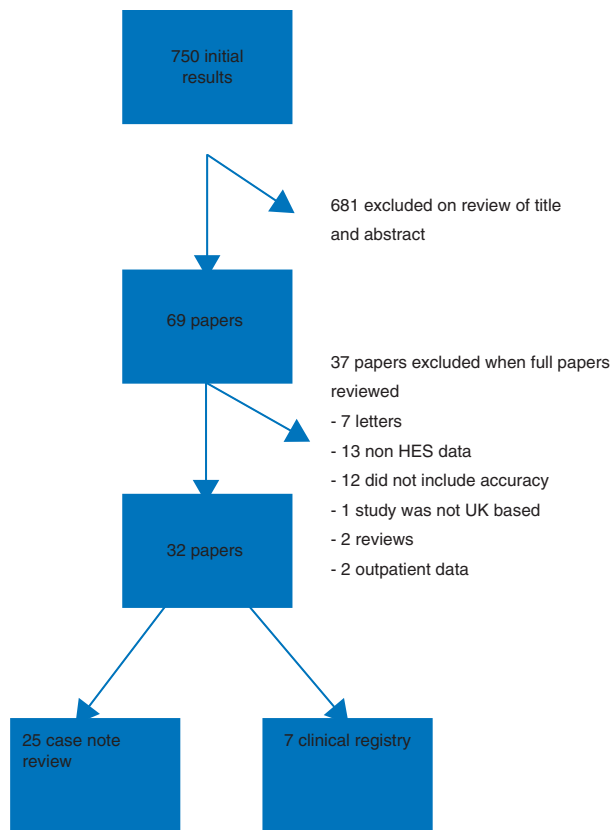 750 initial
results
681 excluded on review of title
and abstract
69 papers
37 papers excluded when full papers
reviewed
- 7 letters
- 13 non HES data
- 12 did not include accuracy
- 1 study was not UK based
- 2 reviews
- 2 outpatient data
32 papers
25 case note
review
7 clinical registry